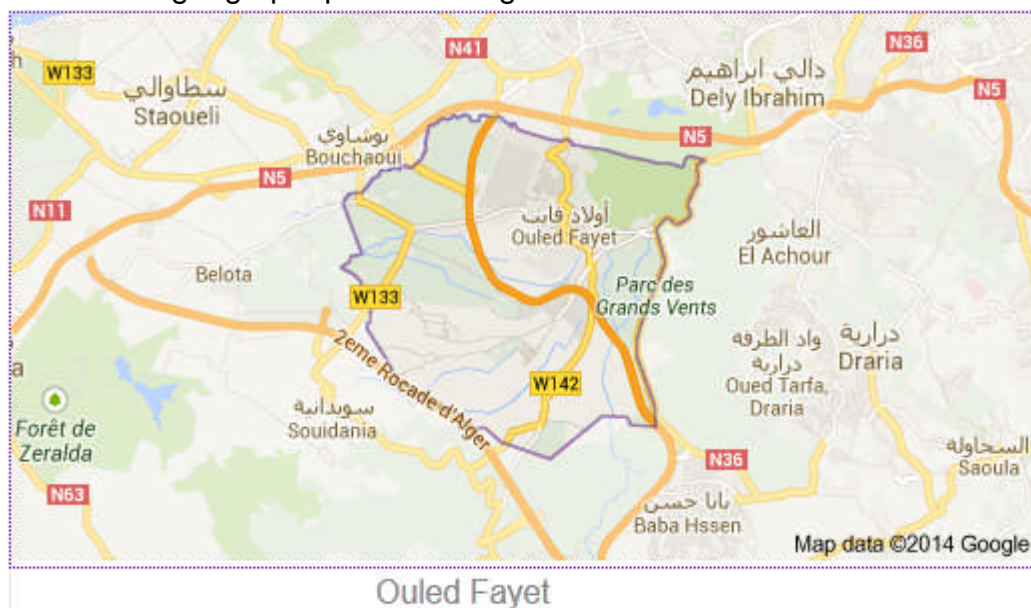 N41
N36
W133
سطاوالي
Staoueli
دالي ابراهيم
Dely Ibrahim
N5
بوشاوي
Bouchaoui
N5
N5
N11
أولاد فايت
Ouled Fayet
العاشور
El Achour
Belota
W133
Parc des
Grands Vents
واد الطرفه
درارية
Oued Tarfa,
Draria
درارية
Draria
2eme Rocade d'Alger
W142
سويدانية
Souidania
Forêt de
Zeralda
السحاولة
Saoula
N63
N36
بابا حسن
Baba Hssen
Map data ©2014 Google
Ouled Fayet